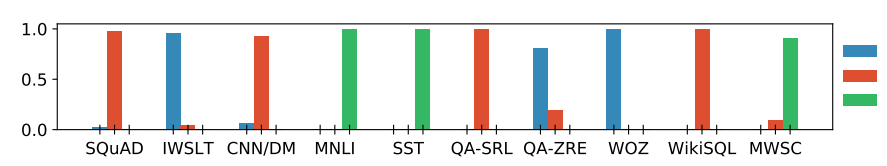 1.0
0.5
0.0
SQuAD IWSLT CNN/DM MNLI SST QA-SRL QA-ZRE WOZ WikiSQL MWSC